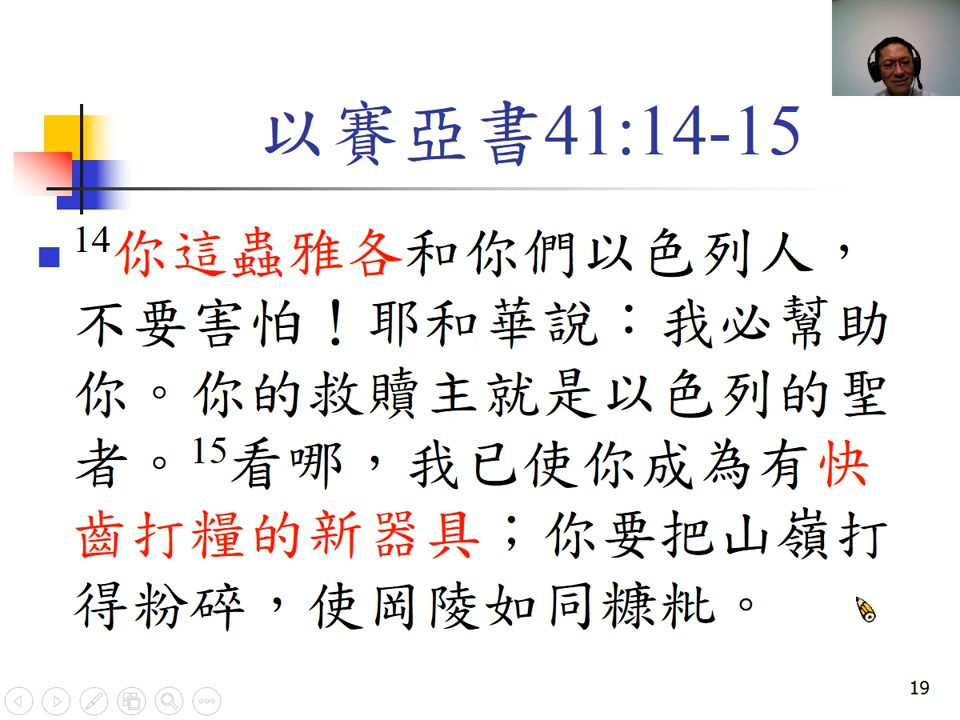 以賽亞書41:14-15
14你這蟲雅各和你們以色列人，
不要害怕！耶和華說：我必幫助
你。你的救贖主就是以色列的聖
者。15看哪，我已使你成為有快
齒打糧的新器具；你要把山嶺打
得粉碎，使岡陵如同糠粃。
19